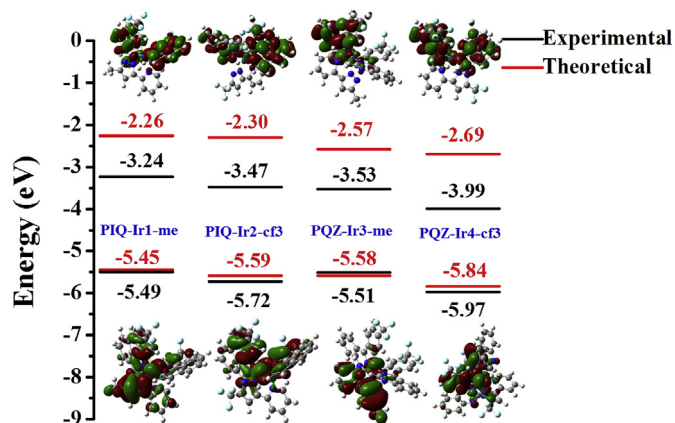 0
-1
-2
-3
-4
-5
-6
-7
-8
-9
Energy (eV)
Experimental
Theoretical
-2.26 -2.30 -2.57 -2.69
-3.24 -3.47 -3.53 -3.99
PIQ-Ir1-me PIQ-Ir2-cf3 PQZ-Ir3-me PQZ-Ir4-cf3
-5.45 -5.59 -5.58 -5.84
-5.49 -5.72 -5.51 -5.97